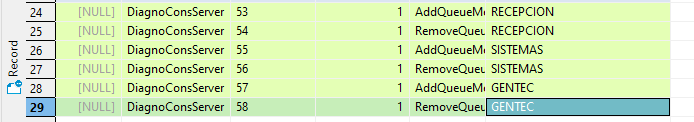 24 [NULL] DiagnoConsServer 53 1 AddQueueM RECEPCION
25 [NULL] DiagnoConsServer 54 1 RemoveQueu RECEPCION
26 [NULL] DiagnoConsServer 55 1 AddQueueM SISTEMAS
27 [NULL] DiagnoConsServer 56 1 RemoveQueu SISTEMAS
28 [NULL] DiagnoConsServer 57 1 AddQueueM GENTEC
29 [NULL] DiagnoConsServer 58 1 RemoveQueu GENTEC
Record